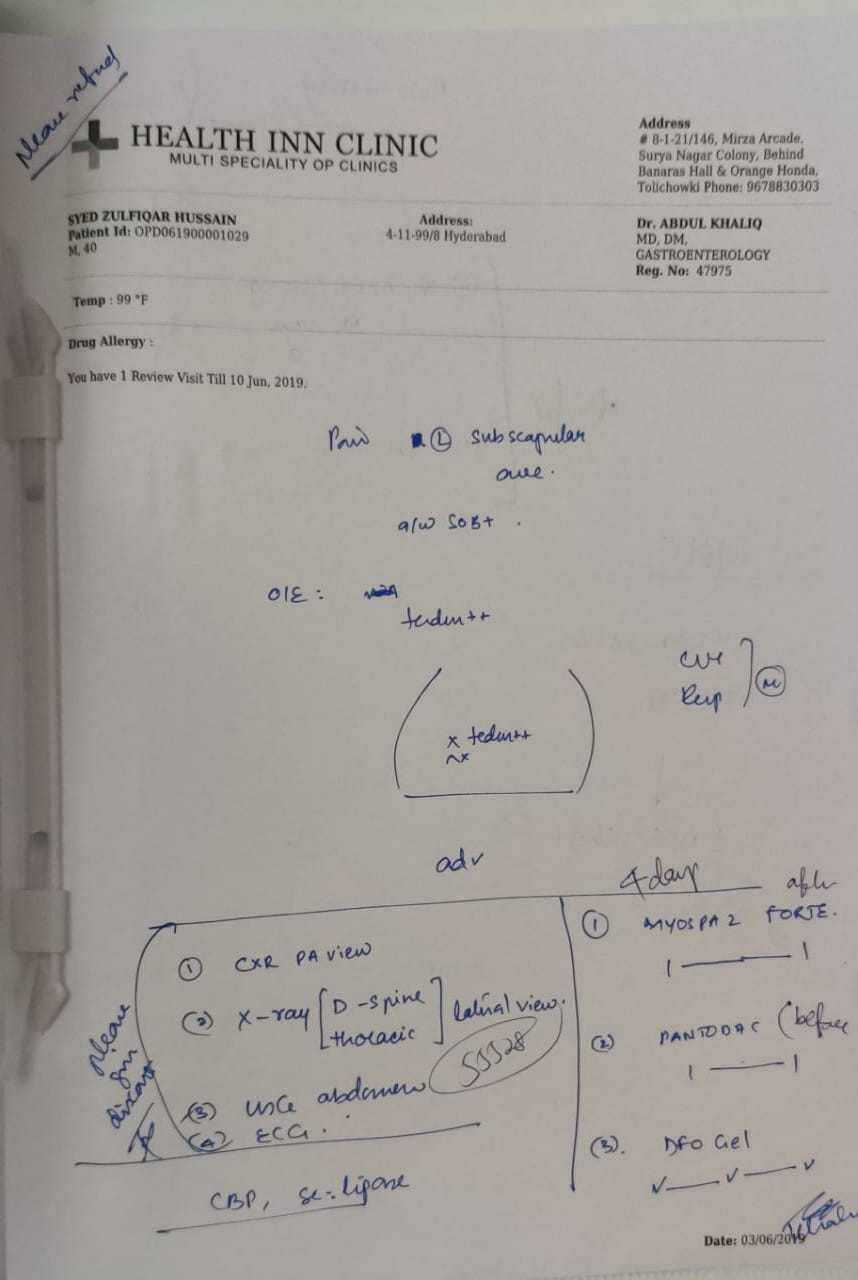 Please refund
HEALTH INN CLINIC
MULTI SPECIALITY OP CLINICS
Address
# 8-1-21/146, Mirza Arcade,
Surya Nagar Colony, Behind
Banaras Hall & Orange Honda,
Tolichowki Phone: 9678830303
SYED ZULFIQAR HUSSAIN
Patient Id: OPD061900001029
M, 40
Address:
4-11-99/8 Hyderabad
Dr. ABDUL KHALIQ
MD, DM,
GASTROENTEROLOGY
Reg. No: 47975
Temp : 99 °F
Drug Allergy :
You have 1 Review Visit Till 10 Jun, 2019.
Pain (L) subscapular
a/w SOB+ .
O/E :
tender++
x tender++
CVS
Resp
adv
① CXR PA view
(2) X-ray [D-spine
thoracic] lateral view.
(3) USG abdomen
(4) ECG.
CBP, se. lipase
please
discount
4 days
① MYOSPAZ FORTE.
1 — 1
(2) PANTODAC (before
1 — 1
(3). DFO Gel
Date: 03/06/2019